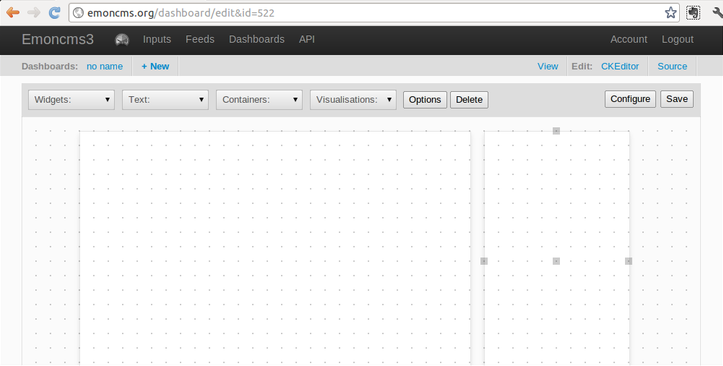 emoncms.org/dashboard/edit&id=522
Emoncms3 Inputs Feeds Dashboards API Account Logout
Dashboards: no name + New View Edit: CKEditor Source
Widgets: Text: Containers: Visualisations: Options Delete Configure Save